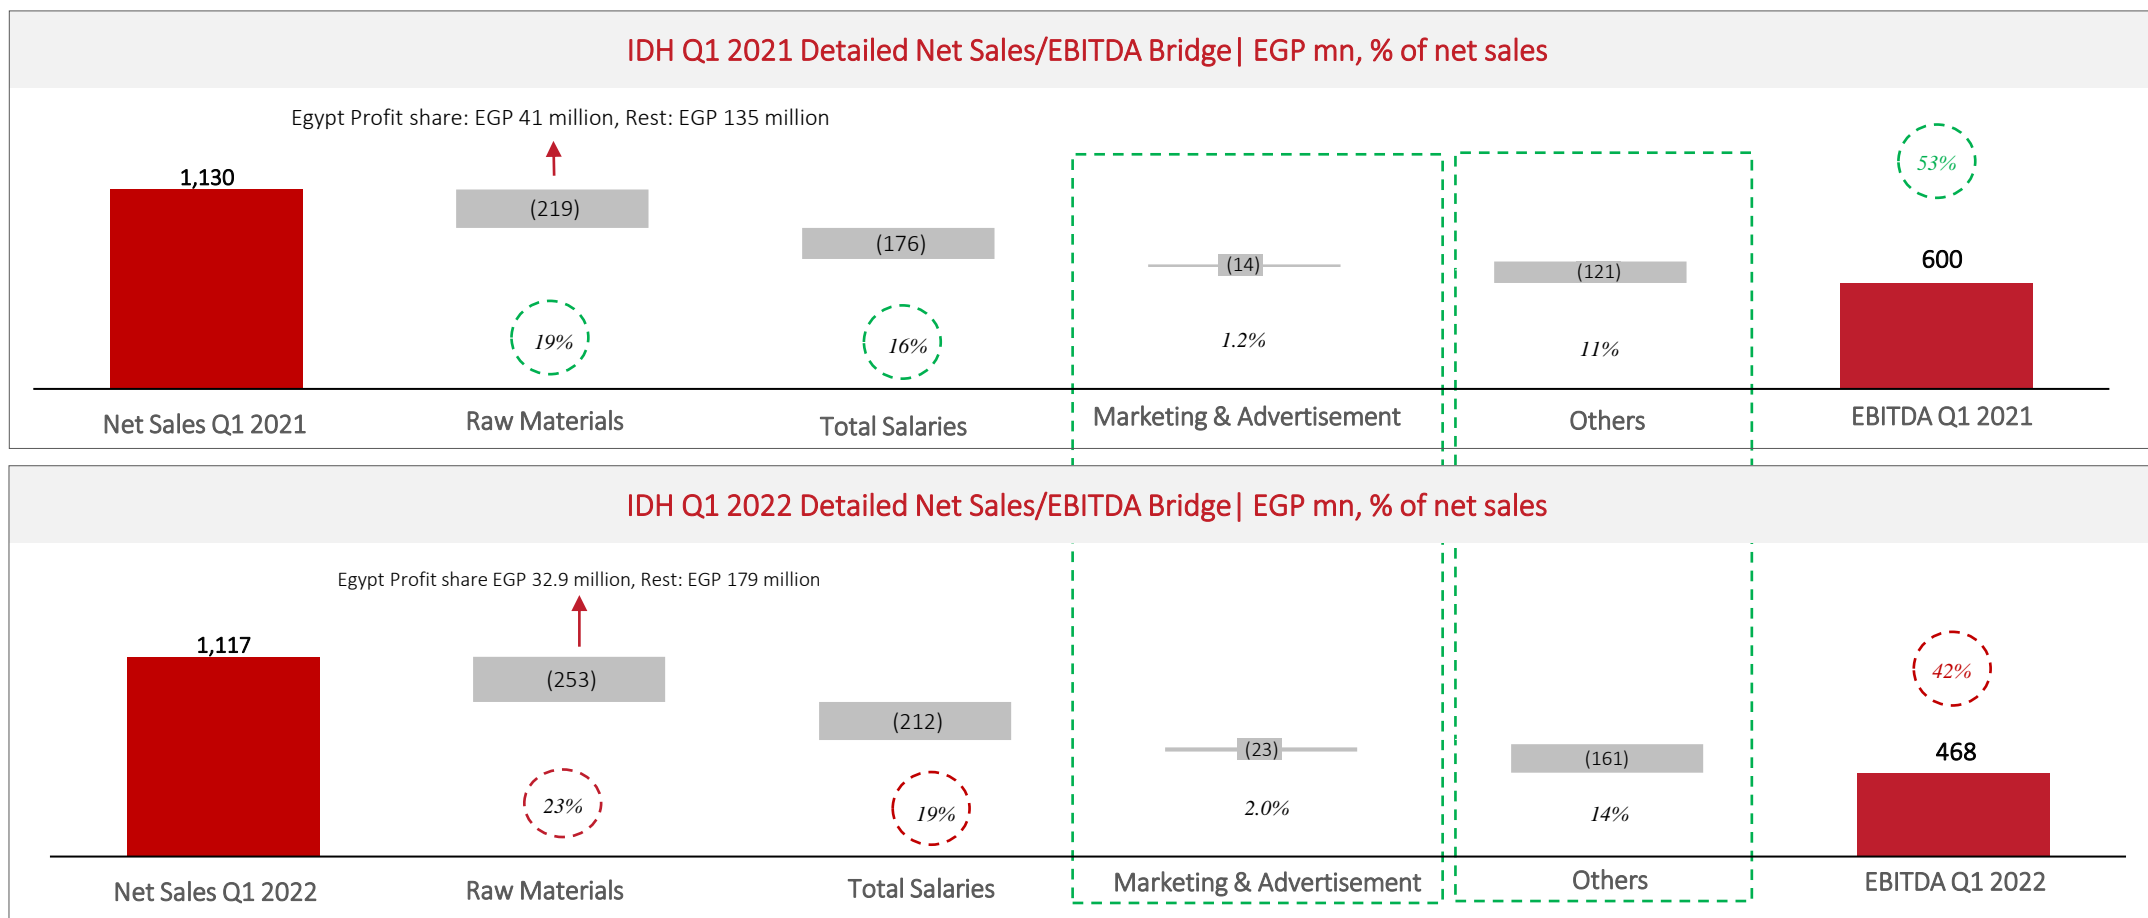 IDH Q1 2021 Detailed Net Sales/EBITDA Bridge| EGP mn, % of net sales
Egypt Profit share: EGP 41 million, Rest: EGP 135 million
1,130
(219)
(176)
(14)
(121)
600
53%
19%
16%
1.2%
11%
Net Sales Q1 2021
Raw Materials
Total Salaries
Marketing & Advertisement
Others
EBITDA Q1 2021
IDH Q1 2022 Detailed Net Sales/EBITDA Bridge| EGP mn, % of net sales
Egypt Profit share EGP 32.9 million, Rest: EGP 179 million
1,117
(253)
(212)
(23)
(161)
468
42%
23%
19%
2.0%
14%
Net Sales Q1 2022
Raw Materials
Total Salaries
Marketing & Advertisement
Others
EBITDA Q1 2022